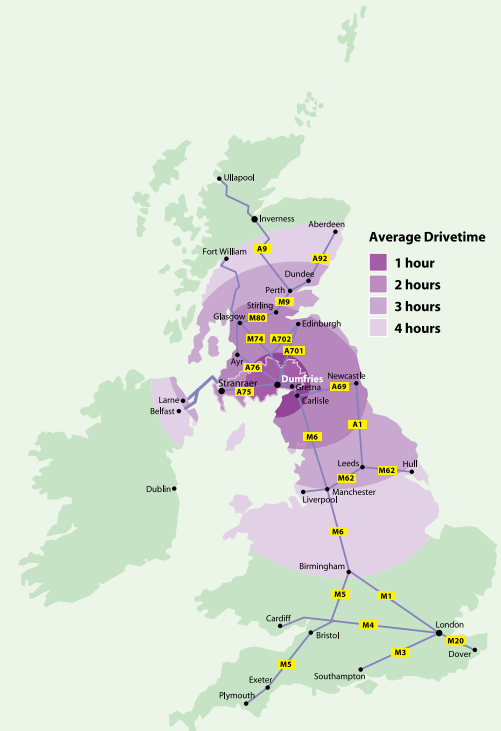 Ullapool
Inverness
Aberdeen
Fort William
A9
A92
Dundee
Perth
M9
Stirling
M80
Glasgow
Edinburgh
M74
A702
A701
Ayr
A76
Stranraer
Dumfries
Gretna
A69
Newcastle
A75
Carlisle
Larne
Belfast
M6
A1
Leeds
Hull
M62
M62
Dublin
Liverpool
Manchester
M6
Birmingham
M5
M1
Cardiff
M4
London
Bristol
M20
Dover
M3
M5
Exeter
Southampton
Plymouth
Average Drivetime
1 hour
2 hours
3 hours
4 hours